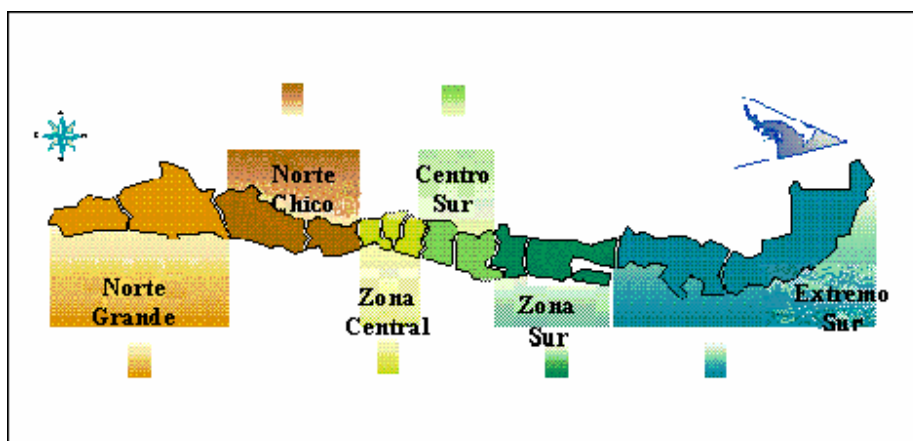 Norte
Chico
Centro
Sur
Norte
Grande
Zona
Central
Zona
Sur
Extremo
Sur